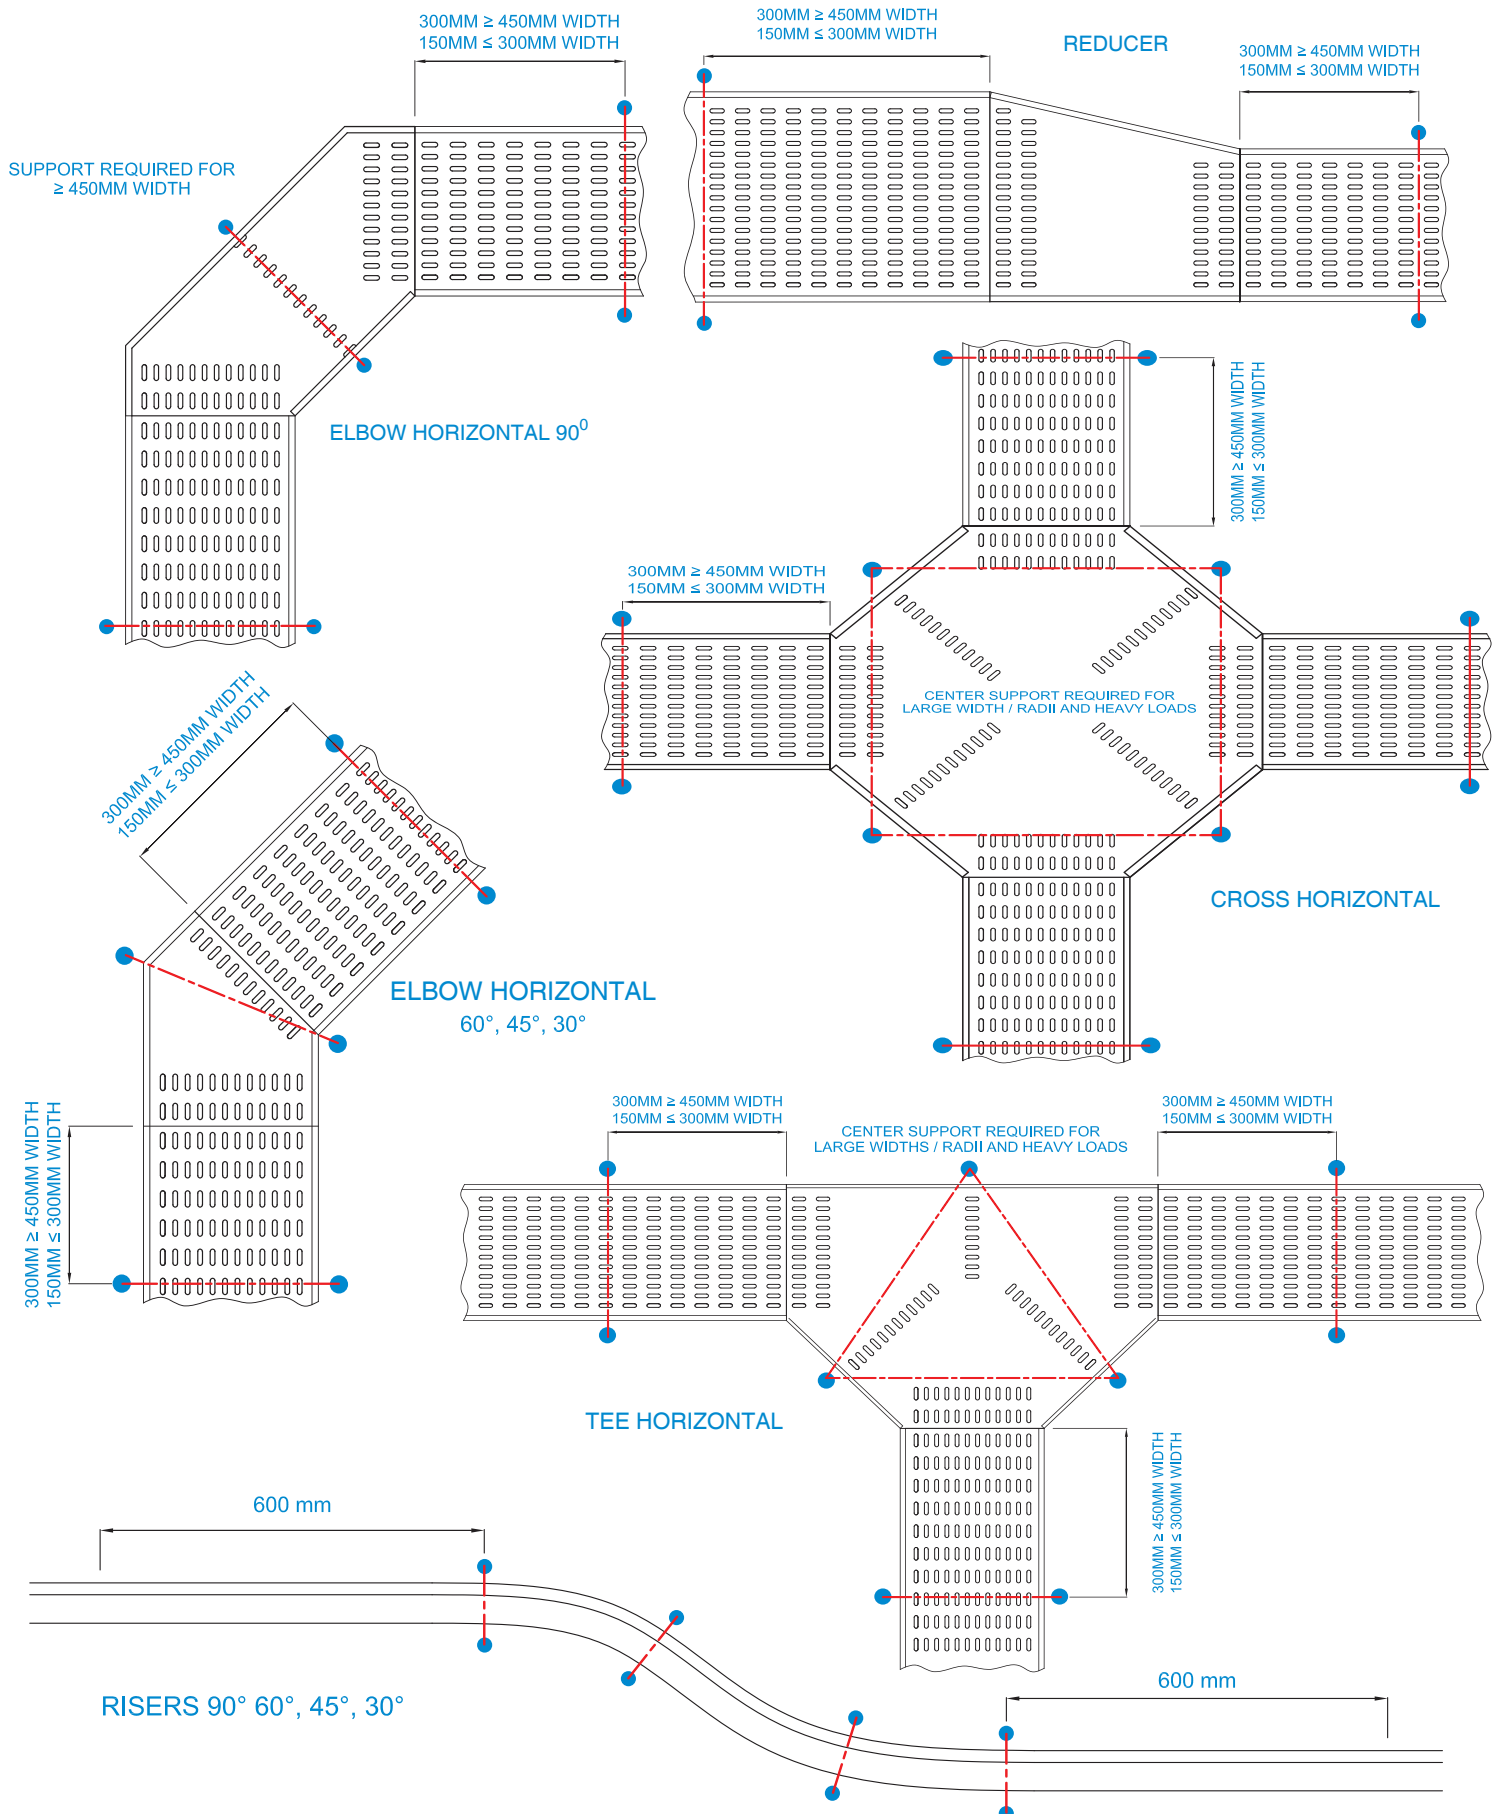 300MM ≥ 450MM WIDTH
150MM ≤ 300MM WIDTH
SUPPORT REQUIRED FOR
≥ 450MM WIDTH
ELBOW HORIZONTAL 90⁰
300MM ≥ 450MM WIDTH
150MM ≤ 300MM WIDTH
REDUCER
300MM ≥ 450MM WIDTH
150MM ≤ 300MM WIDTH
300MM ≥ 450MM WIDTH
150MM ≤ 300MM WIDTH
300MM ≥ 450MM WIDTH
150MM ≤ 300MM WIDTH
CENTER SUPPORT REQUIRED FOR
LARGE WIDTH / RADII AND HEAVY LOADS
CROSS HORIZONTAL
300MM ≥ 450MM WIDTH
150MM ≤ 300MM WIDTH
ELBOW HORIZONTAL
60°, 45°, 30°
300MM ≥ 450MM WIDTH
150MM ≤ 300MM WIDTH
300MM ≥ 450MM WIDTH
150MM ≤ 300MM WIDTH
CENTER SUPPORT REQUIRED FOR
LARGE WIDTHS / RADII AND HEAVY LOADS
300MM ≥ 450MM WIDTH
150MM ≤ 300MM WIDTH
TEE HORIZONTAL
300MM ≥ 450MM WIDTH
150MM ≤ 300MM WIDTH
600 mm
RISERS 90° 60°, 45°, 30°
600 mm